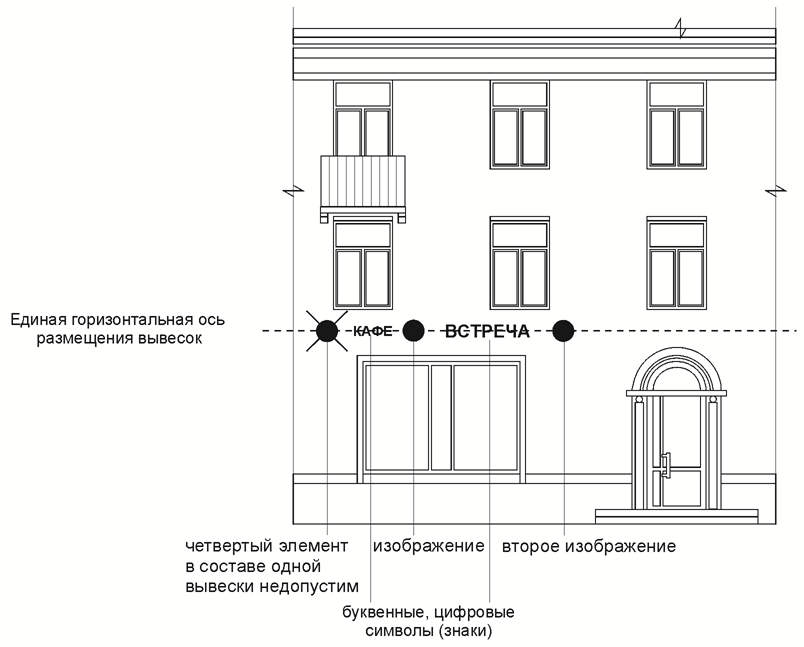 Единая горизонтальная ось
размещения вывесок
КАФЕ ВСТРЕЧА
четвертый элемент
в составе одной
вывески недопустим
изображение
второе изображение
буквенные, цифровые
символы (знаки)